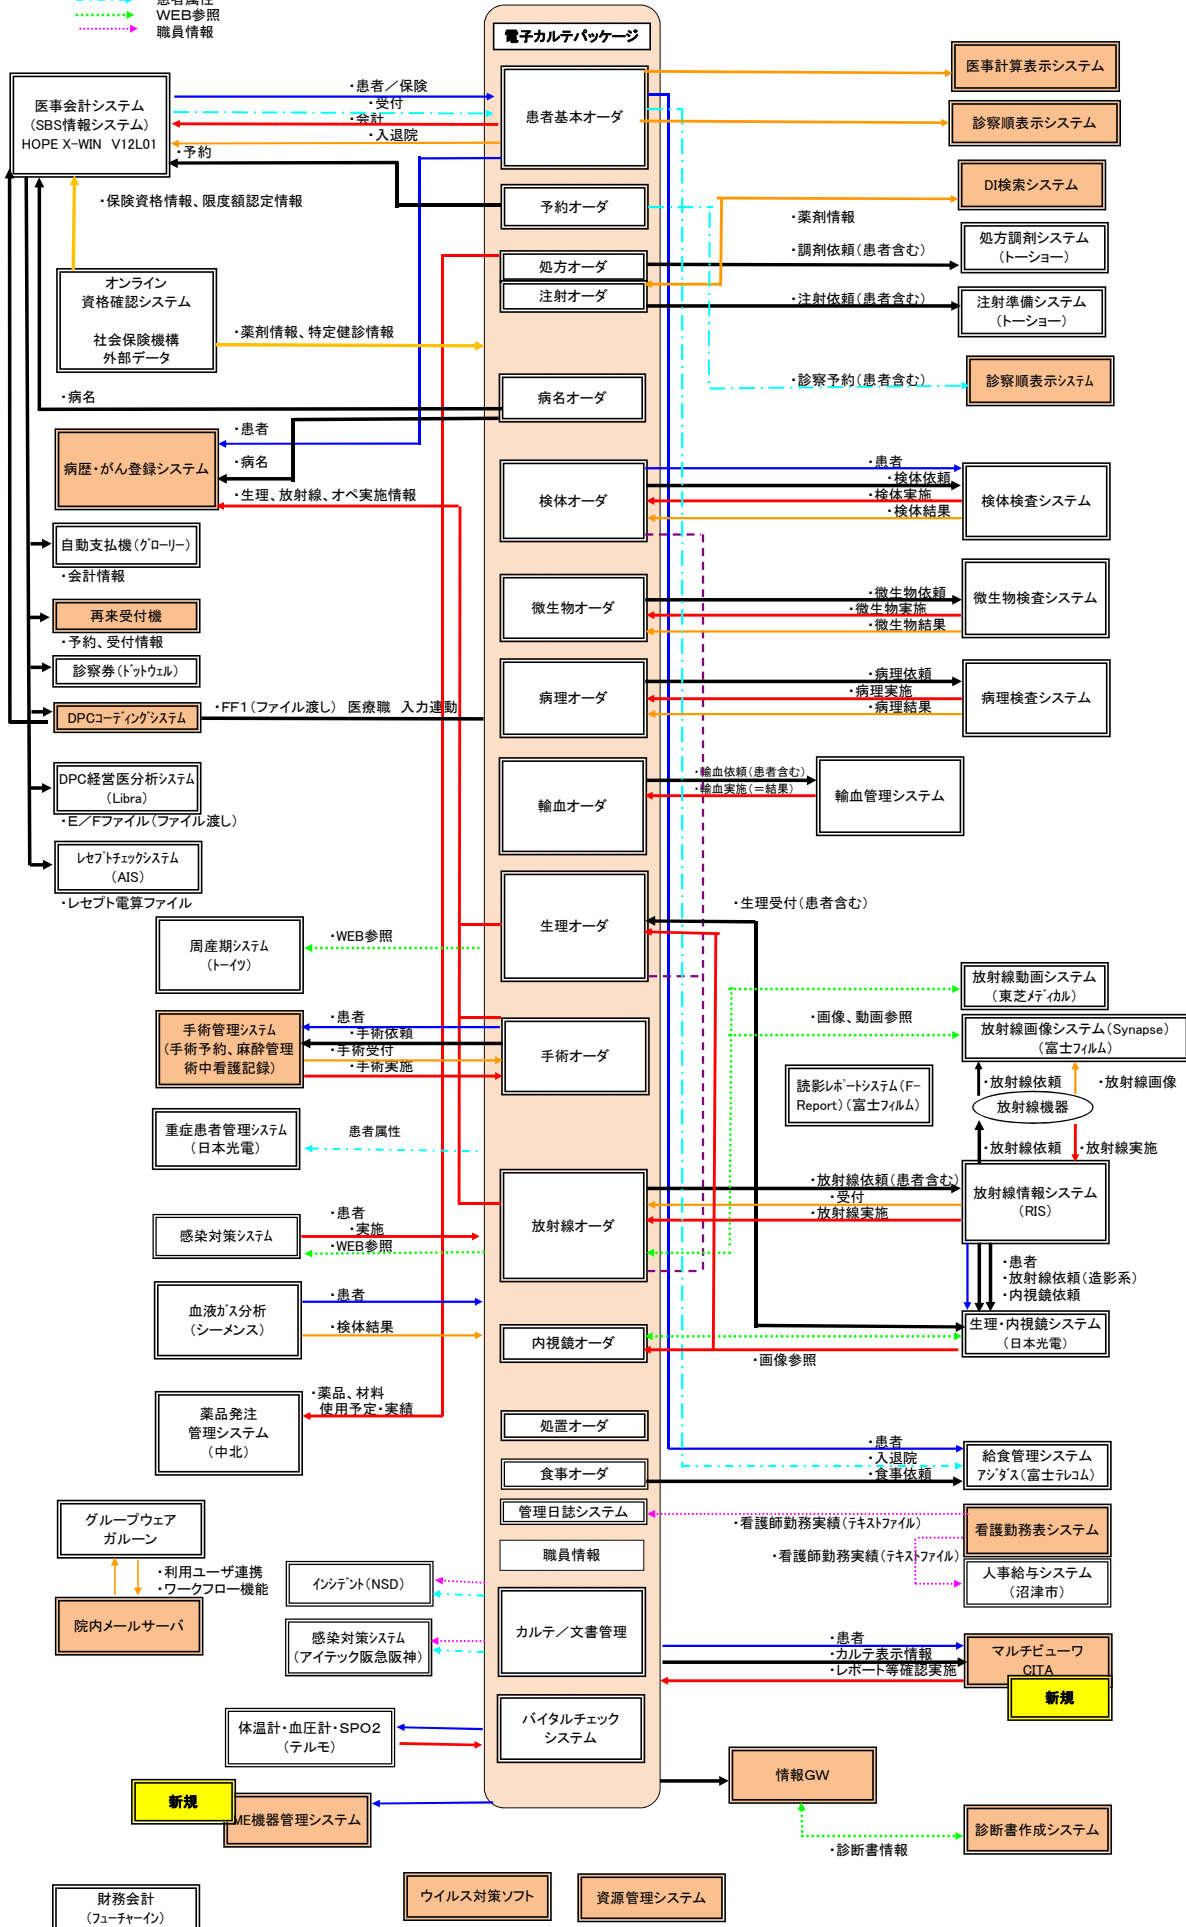 患者属性
WEB参照
職員情報
電子カルテパッケージ
医事会計システム
(SBS情報システム)
HOPE X-WIN V12L01
・患者／保険
・受付
・会計
・入退院
・予約
患者基本オーダ
医事計算表示システム
診察順表示システム
DI検索システム
・保険資格情報、限度額認定情報
予約オーダ
・薬剤情報
・調剤依頼(患者含む)
処方調剤システム
(トーショー)
処方オーダ
注射オーダ
・注射依頼(患者含む)
注射準備システム
(トーショー)
オンライン
資格確認システム
社会保険機構
外部データ
・薬剤情報、特定健診情報
・診察予約(患者含む)
診察順表示システム
・病名
病名オーダ
・患者
・病名
病歴・がん登録システム
・生理、放射線、オペ実施情報
検体オーダ
・患者
・検体依頼
・検体実施
・検体結果
検体検査システム
自動支払機(グローリー)
・会計情報
再来受付機
・予約、受付情報
微生物オーダ
・微生物依頼
・微生物実施
・微生物結果
微生物検査システム
診察券(ドットウェル)
病理オーダ
・病理依頼
・病理実施
・病理結果
病理検査システム
DPCコーディングシステム
・FF1(ファイル渡し) 医療職 入力連動
DPC経営医分析システム
(Libra)
・E／Fファイル(ファイル渡し)
輸血オーダ
・輸血依頼(患者含む)
・輸血実施(＝結果)
輸血管理システム
レセプトチェックシステム
(AIS)
・レセプト電算ファイル
生理オーダ
・生理受付(患者含む)
周産期システム
(トーイツ)
・WEB参照
放射線動画システム
(東芝メディカル)
・画像、動画参照
放射線画像システム(Synapse)
(富士フィルム)
手術管理システム
(手術予約、麻酔管理
術中看護記録)
・患者
・手術依頼
・手術受付
・手術実施
手術オーダ
読影レポートシステム(F-
Report)(富士フィルム)
・放射線依頼
・放射線画像
放射線機器
・放射線依頼
・放射線実施
重症患者管理システム
(日本光電)
患者属性
放射線オーダ
・放射線依頼(患者含む)
・受付
・放射線実施
放射線情報システム
(RIS)
感染対策システム
・患者
・実施
・WEB参照
・患者
・放射線依頼(造影系)
・内視鏡依頼
血液ガス分析
(シーメンス)
・患者
・検体結果
内視鏡オーダ
生理・内視鏡システム
(日本光電)
・画像参照
薬品発注
管理システム
(中北)
・薬品、材料
使用予定・実績
処置オーダ
食事オーダ
・患者
・入退院
・食事依頼
給食管理システム
アジダス(富士テレコム)
管理日誌システム
・看護師勤務実績(テキストファイル)
看護勤務表システム
グループウェア
ガルーン
職員情報
・看護師勤務実績(テキストファイル)
人事給与システム
(沼津市)
・利用ユーザ連携
・ワークフロー機能
院内メールサーバ
インシデント(NSD)
感染対策システム
(アイテック阪急阪神)
カルテ／文書管理
・患者
・カルテ表示情報
・レポート等確認実施
マルチビューワ
CITA
新規
体温計・血圧計・SPO2
(テルモ)
バイタルチェック
システム
情報GW
新規
ME機器管理システム
・診断書情報
診断書作成システム
財務会計
(フューチャーイン)
ウイルス対策ソフト
資源管理システム